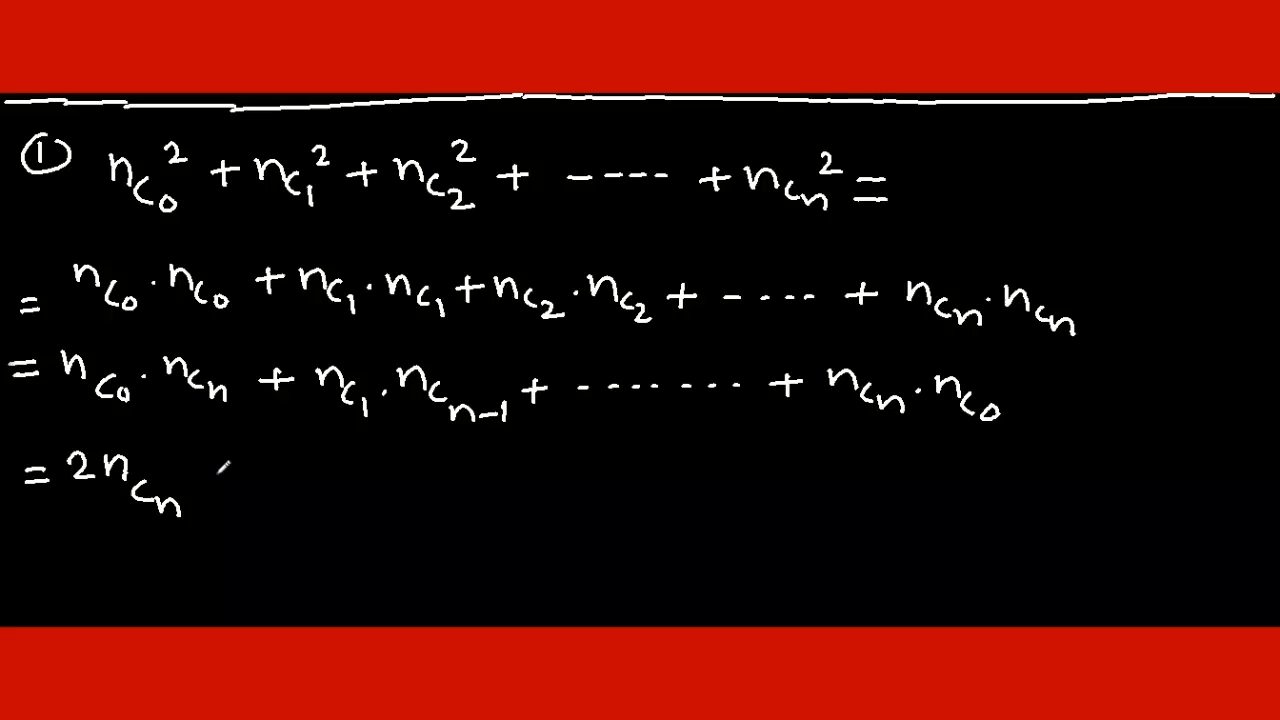 ① nC₀² + nC₁² + nC₂² + ----- + nCₙ² =
= nC₀ · nC₀ + nC₁ · nC₁ + nC₂ · nC₂ + ----- + nCₙ · nCₙ
= nC₀ · nCₙ + nC₁ · nCₙ₋₁ + ------- + nCₙ · nC₀
= 2nCₙ